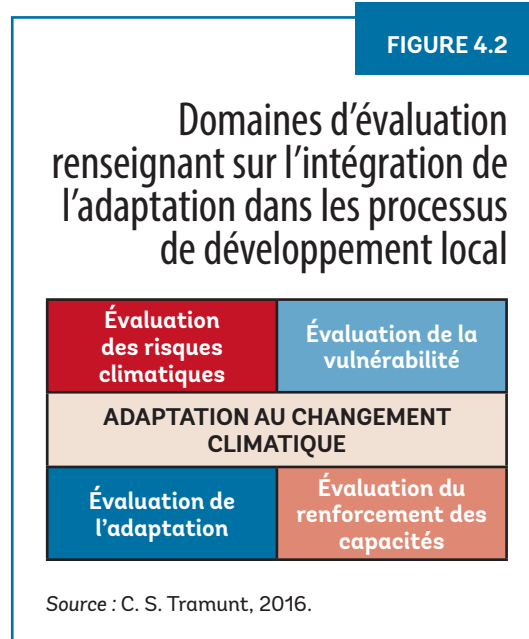 FIGURE 4.2
Domaines d’évaluation
renseignant sur l’intégration de
l’adaptation dans les processus
de développement local
Évaluation
des risques
climatiques
Évaluation de la
vulnérabilité
ADAPTATION AU CHANGEMENT
CLIMATIQUE
Évaluation de
l’adaptation
Évaluation du
renforcement des
capacités
Source : C. S. Tramunt, 2016.